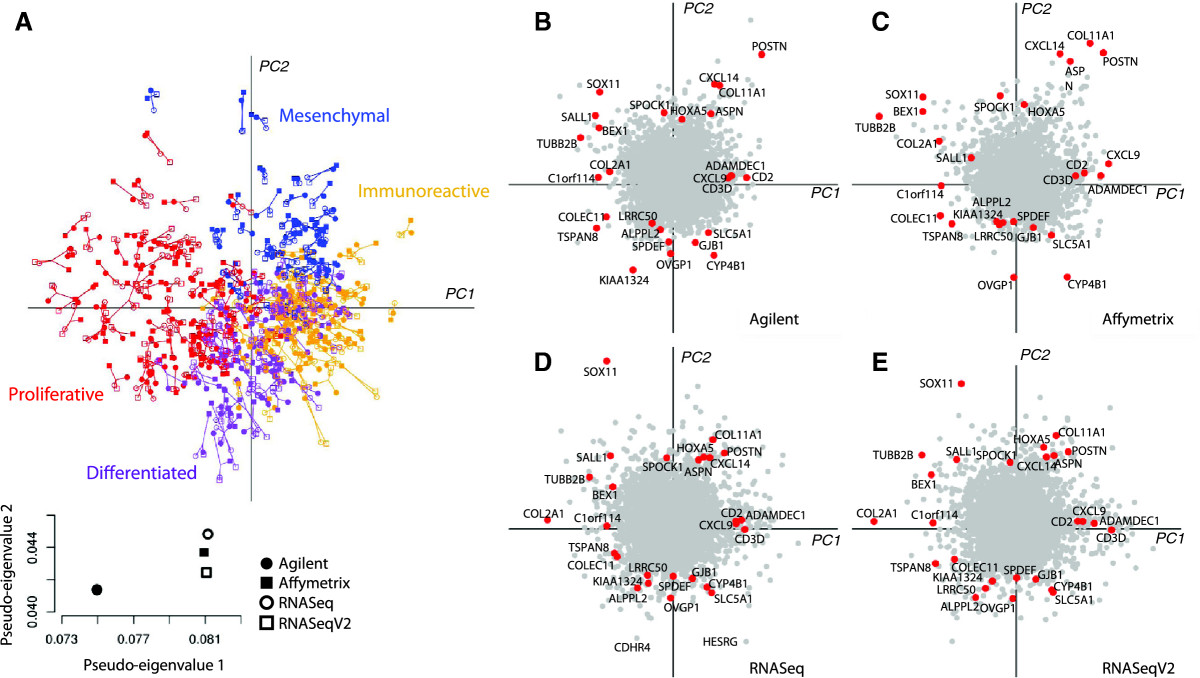 A
PC2
Mesenchymal
Immunoreactive
PC1
Proliferative
Differentiated
Pseudo-eigenvalue 2
0.044
0.040
0.073 0.077 0.081
Pseudo-eigenvalue 1
Agilent
Affymetrix
RNASeq
RNASeqV2
B
PC2
POSTN
SOX11
CXCL14
COL11A1
SPOCK1
HOXA5
ASPN
SALL1
BEX1
TUBB2B
COL2A1
ADAMDEC1
C1orf114
CXCL9
CD2
CD3D
PC1
COLEC11
LRRC50
TSPAN8
ALPPL2
SLC5A1
SPDEF
GJB1
OVGP1
CYP4B1
KIAA1324
Agilent
C
PC2
COL11A1
CXCL14
POSTN
ASP
N
SOX11
SPOCK1
HOXA5
BEX1
TUBB2B
COL2A1
SALL1
CXCL9
CD2
CD3D
ADAMDEC1
C1orf114
PC1
ALPPL2
COLEC11
KIAA1324
SPDEF
TSPAN8
LRRC50
GJB1
SLC5A1
OVGP1
CYP4B1
Affymetrix
D
PC2
SOX11
COL11A1
HOXA5
SALL1
POSTN
SPOCK1
CXCL14
ASPN
TUBB2B
BEX1
COL2A1
C1orf114
CD2
ADAMDEC1
CXCL9
CD3D
PC1
TSPAN8
COLEC11
LRRC50
GJB1
KIAA1324
SPDEF
CYP4B1
ALPPL2
SLC5A1
OVGP1
CDHR4
HESRG
RNASeq
E
PC2
SOX11
COL11A1
HOXA5
SALL1
POSTN
TUBB2B
SPOCK1
CXCL14
ASPN
BEX1
COL2A1
C1orf114
CXCL9
CD2
ADAMDEC1
CD3D
PC1
TSPAN8
COLEC11
SPDEF
KIAA1324
GJB1
LRRC50
CYP4B1
ALPPL2
OVGP1
SLC5A1
RNASeqV2